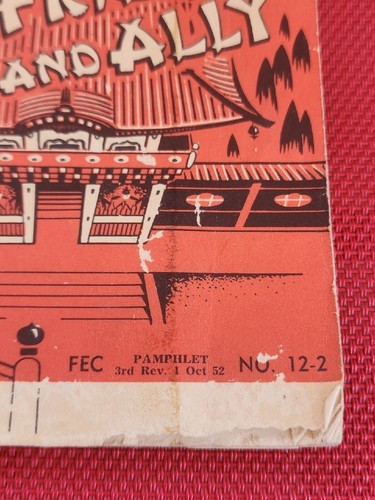 AND ALLY
FEC PAMPHLET NO. 12-2
3rd Rev. 1 Oct 52